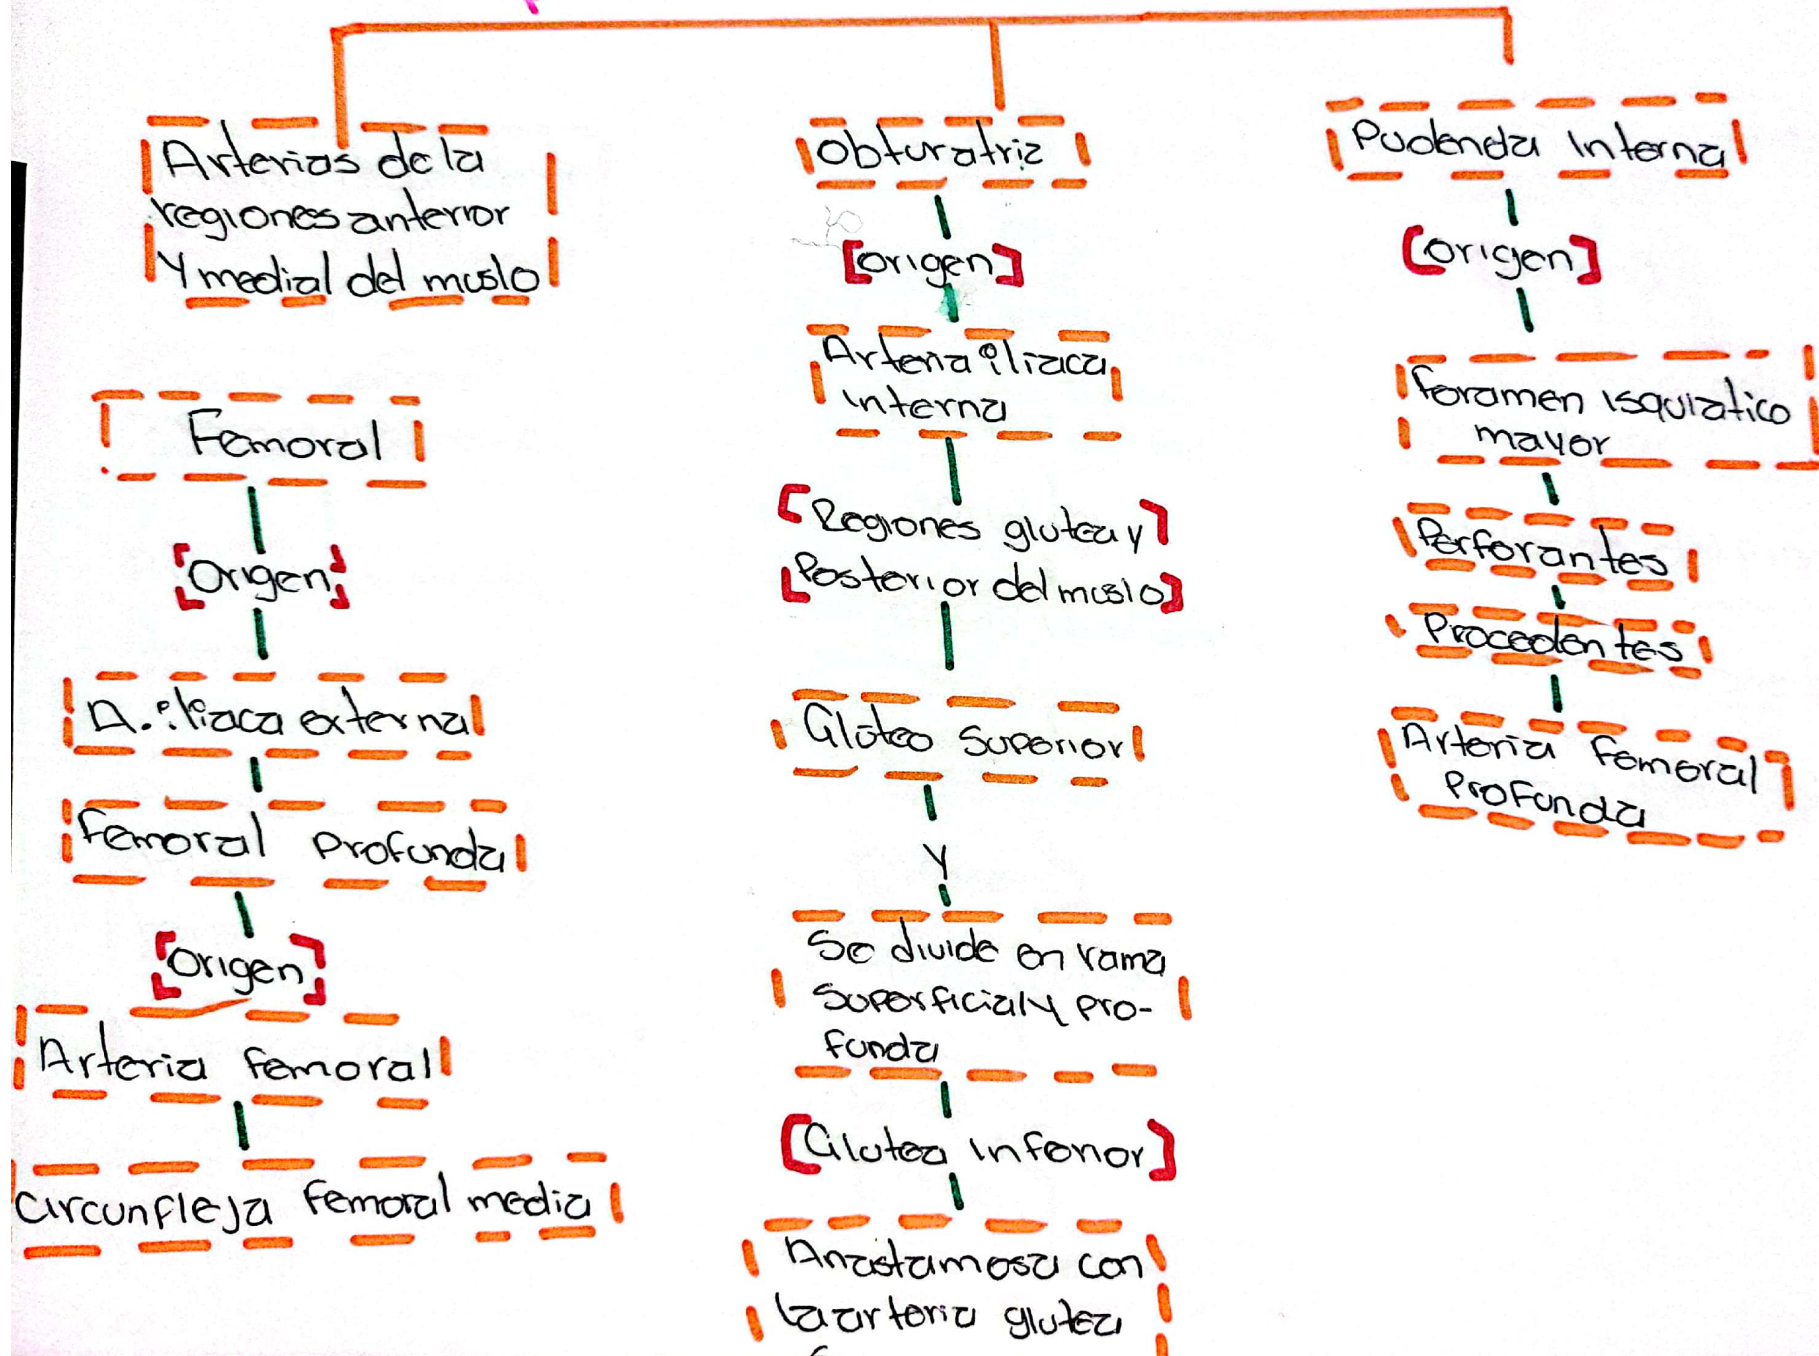 Arterias de la
regiones anterior
Y medial del muslo
Femoral
[Origen]
A. iliaca externa
Femoral Profunda
[Origen]
Arteria femoral
Circunfleja femoral media
Obturatriz
[origen]
Arteria iliaca
interna
[Regiones glutea y
Posterior del muslo]
Gluteo Superior
Y
Se divide en rama
Superficial y pro-
funda
[Glutea inferior]
Anastamosa con
la arteria glutea
Pudenda Interna
[origen]
foramen isquiatico
mayor
Perforantes
Procedentes
Arteria femoral
Profunda